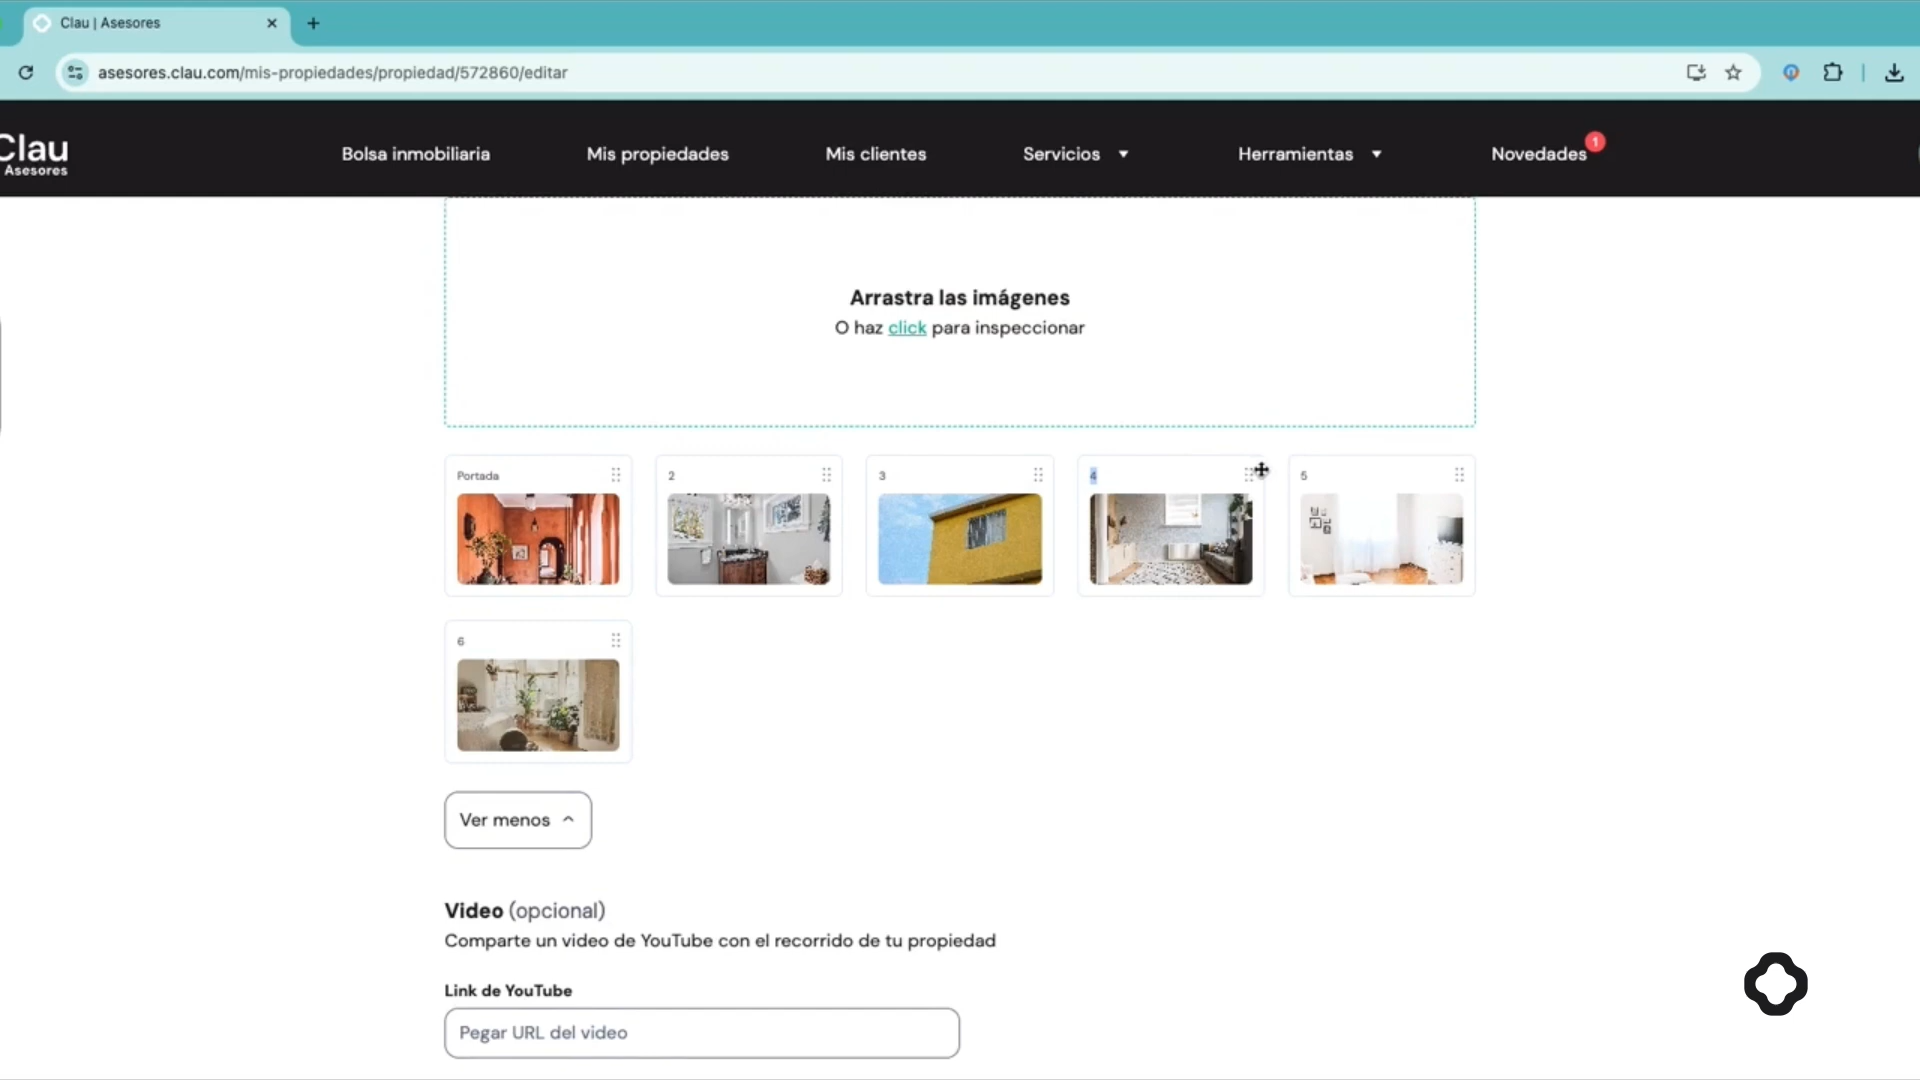 Clau | Asesores
asesores.clau.com/mis-propiedades/propiedad/572860/editar
Clau
Asesores
Bolsa inmobiliaria
Mis propiedades
Mis clientes
Servicios
Herramientas
Novedades
1
Arrastra las imágenes
O haz click para inspeccionar
Portada
2
3
4
5
6
Ver menos
Video (opcional)
Comparte un video de YouTube con el recorrido de tu propiedad
Link de YouTube
Pegar URL del video